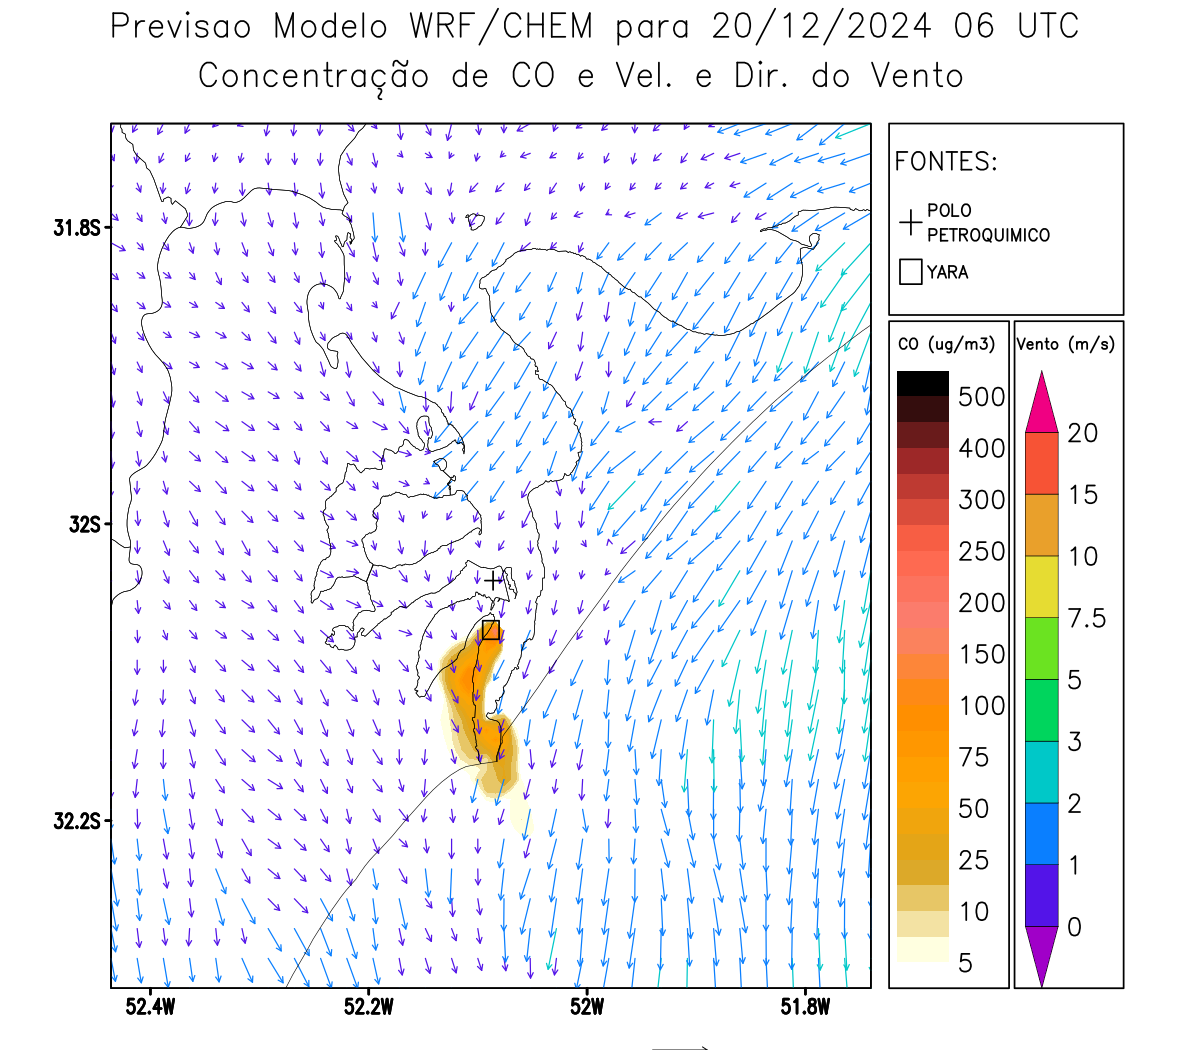 Previsao Modelo WRF/CHEM para 20/12/2024 06 UTC
Concentração de CO e Vel. e Dir. do Vento
FONTES:
POLO
PETROQUIMICO
YARA
CO (ug/m3)
500
400
300
250
200
150
100
75
50
25
10
5
Vento (m/s)
20
15
10
7.5
5
3
2
1
0
31.8S
32S
32.2S
52.4W
52.2W
52W
51.8W